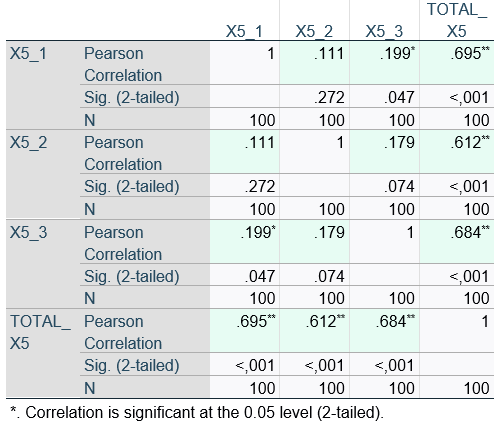 X5_1 X5_2 X5_3 TOTAL_
X5
X5_1 Pearson 1 .111 .199* .695**
Correlation
Sig. (2-tailed) .272 .047 <,001
N 100 100 100 100
X5_2 Pearson .111 1 .179 .612**
Correlation
Sig. (2-tailed) .272 .074 <,001
N 100 100 100 100
X5_3 Pearson .199* .179 1 .684**
Correlation
Sig. (2-tailed) .047 .074 <,001
N 100 100 100 100
TOTAL_ Pearson .695** .612** .684** 1
X5 Correlation
Sig. (2-tailed) <,001 <,001 <,001
N 100 100 100 100
*. Correlation is significant at the 0.05 level (2-tailed).